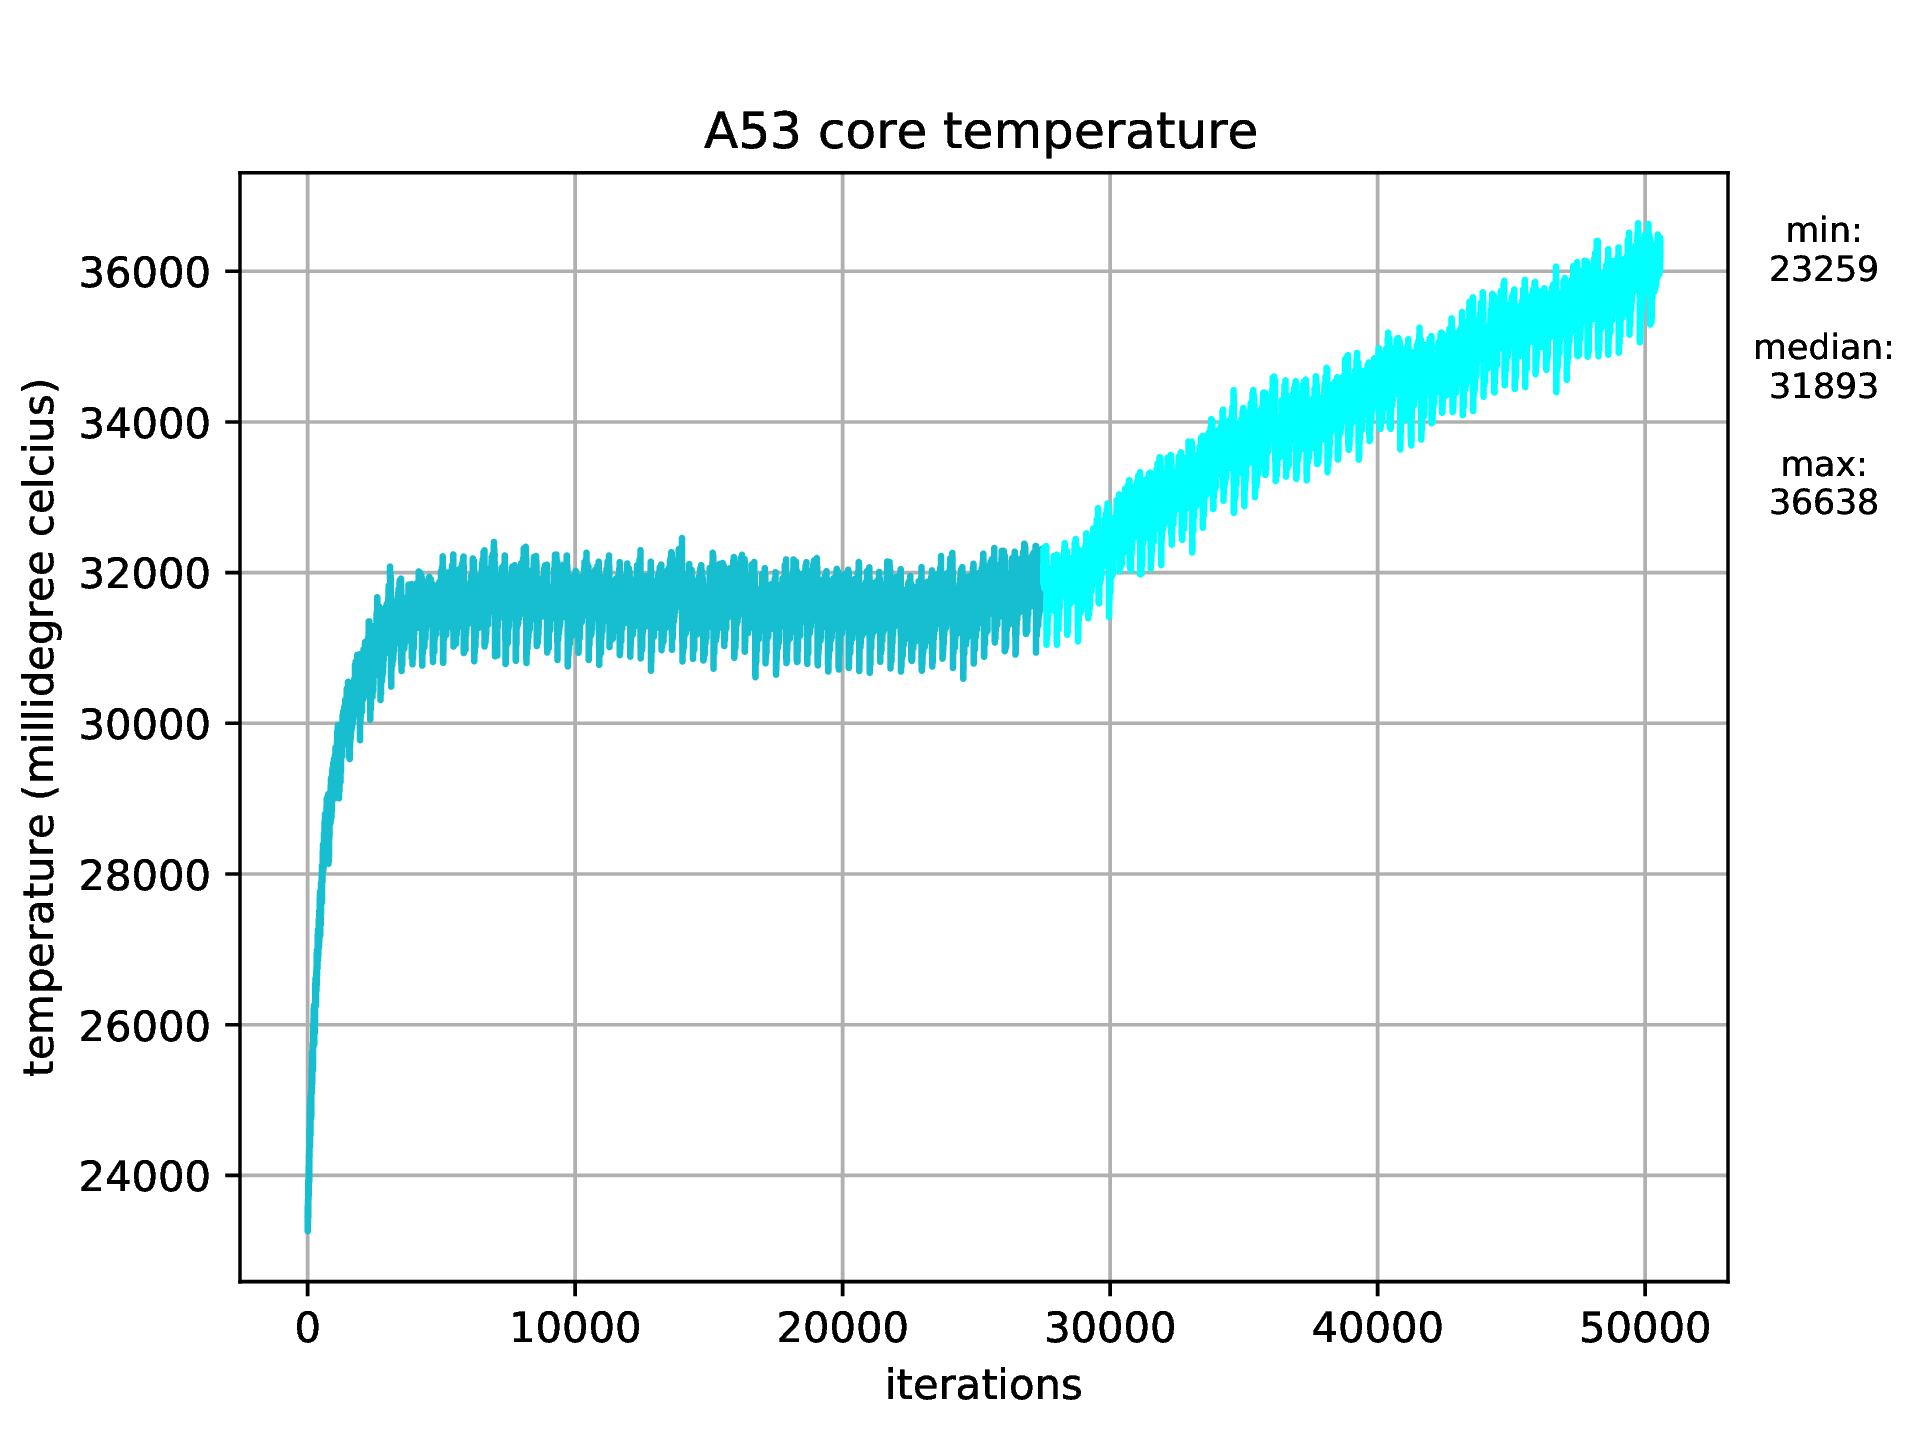 A53 core temperature
temperature (millidegree celcius)
36000
34000
32000
30000
28000
26000
24000
0 10000 20000 30000 40000 50000
iterations
min:
23259
median:
31893
max:
36638